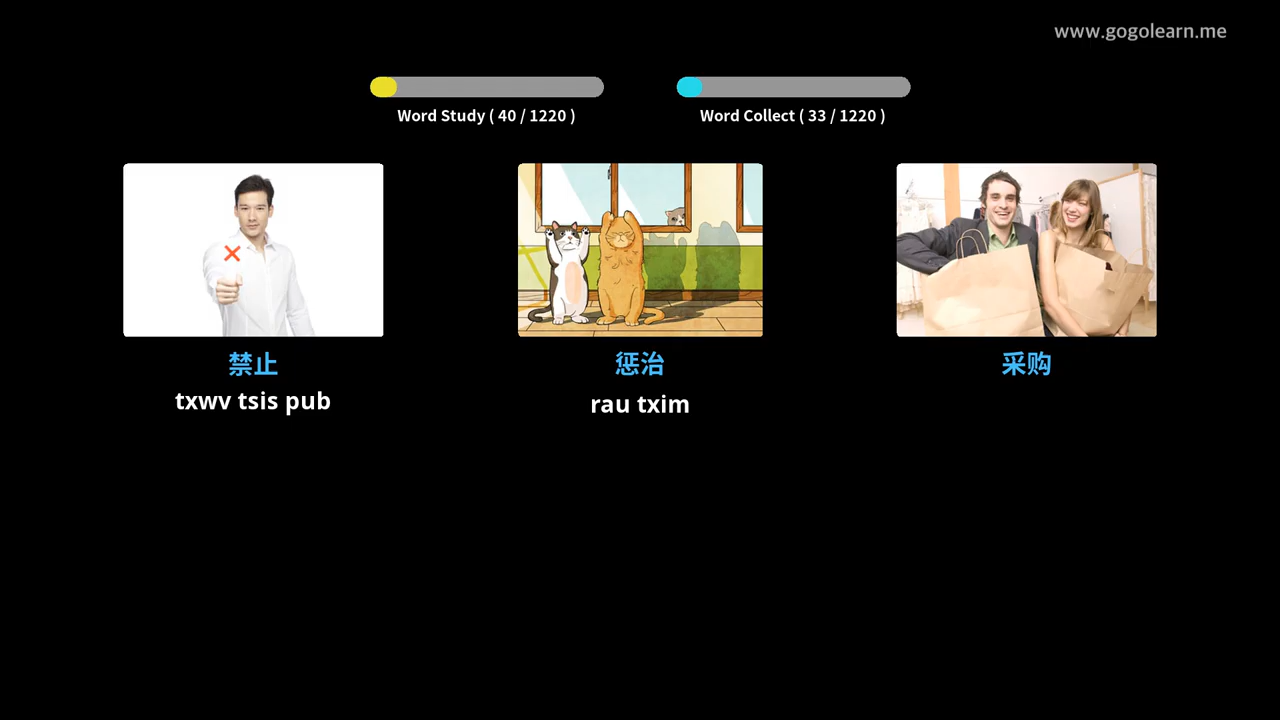 www.gogolearn.me
Word Study ( 40 / 1220 )
Word Collect ( 33 / 1220 )
禁止
惩治
采购
txwv tsis pub
rau txim